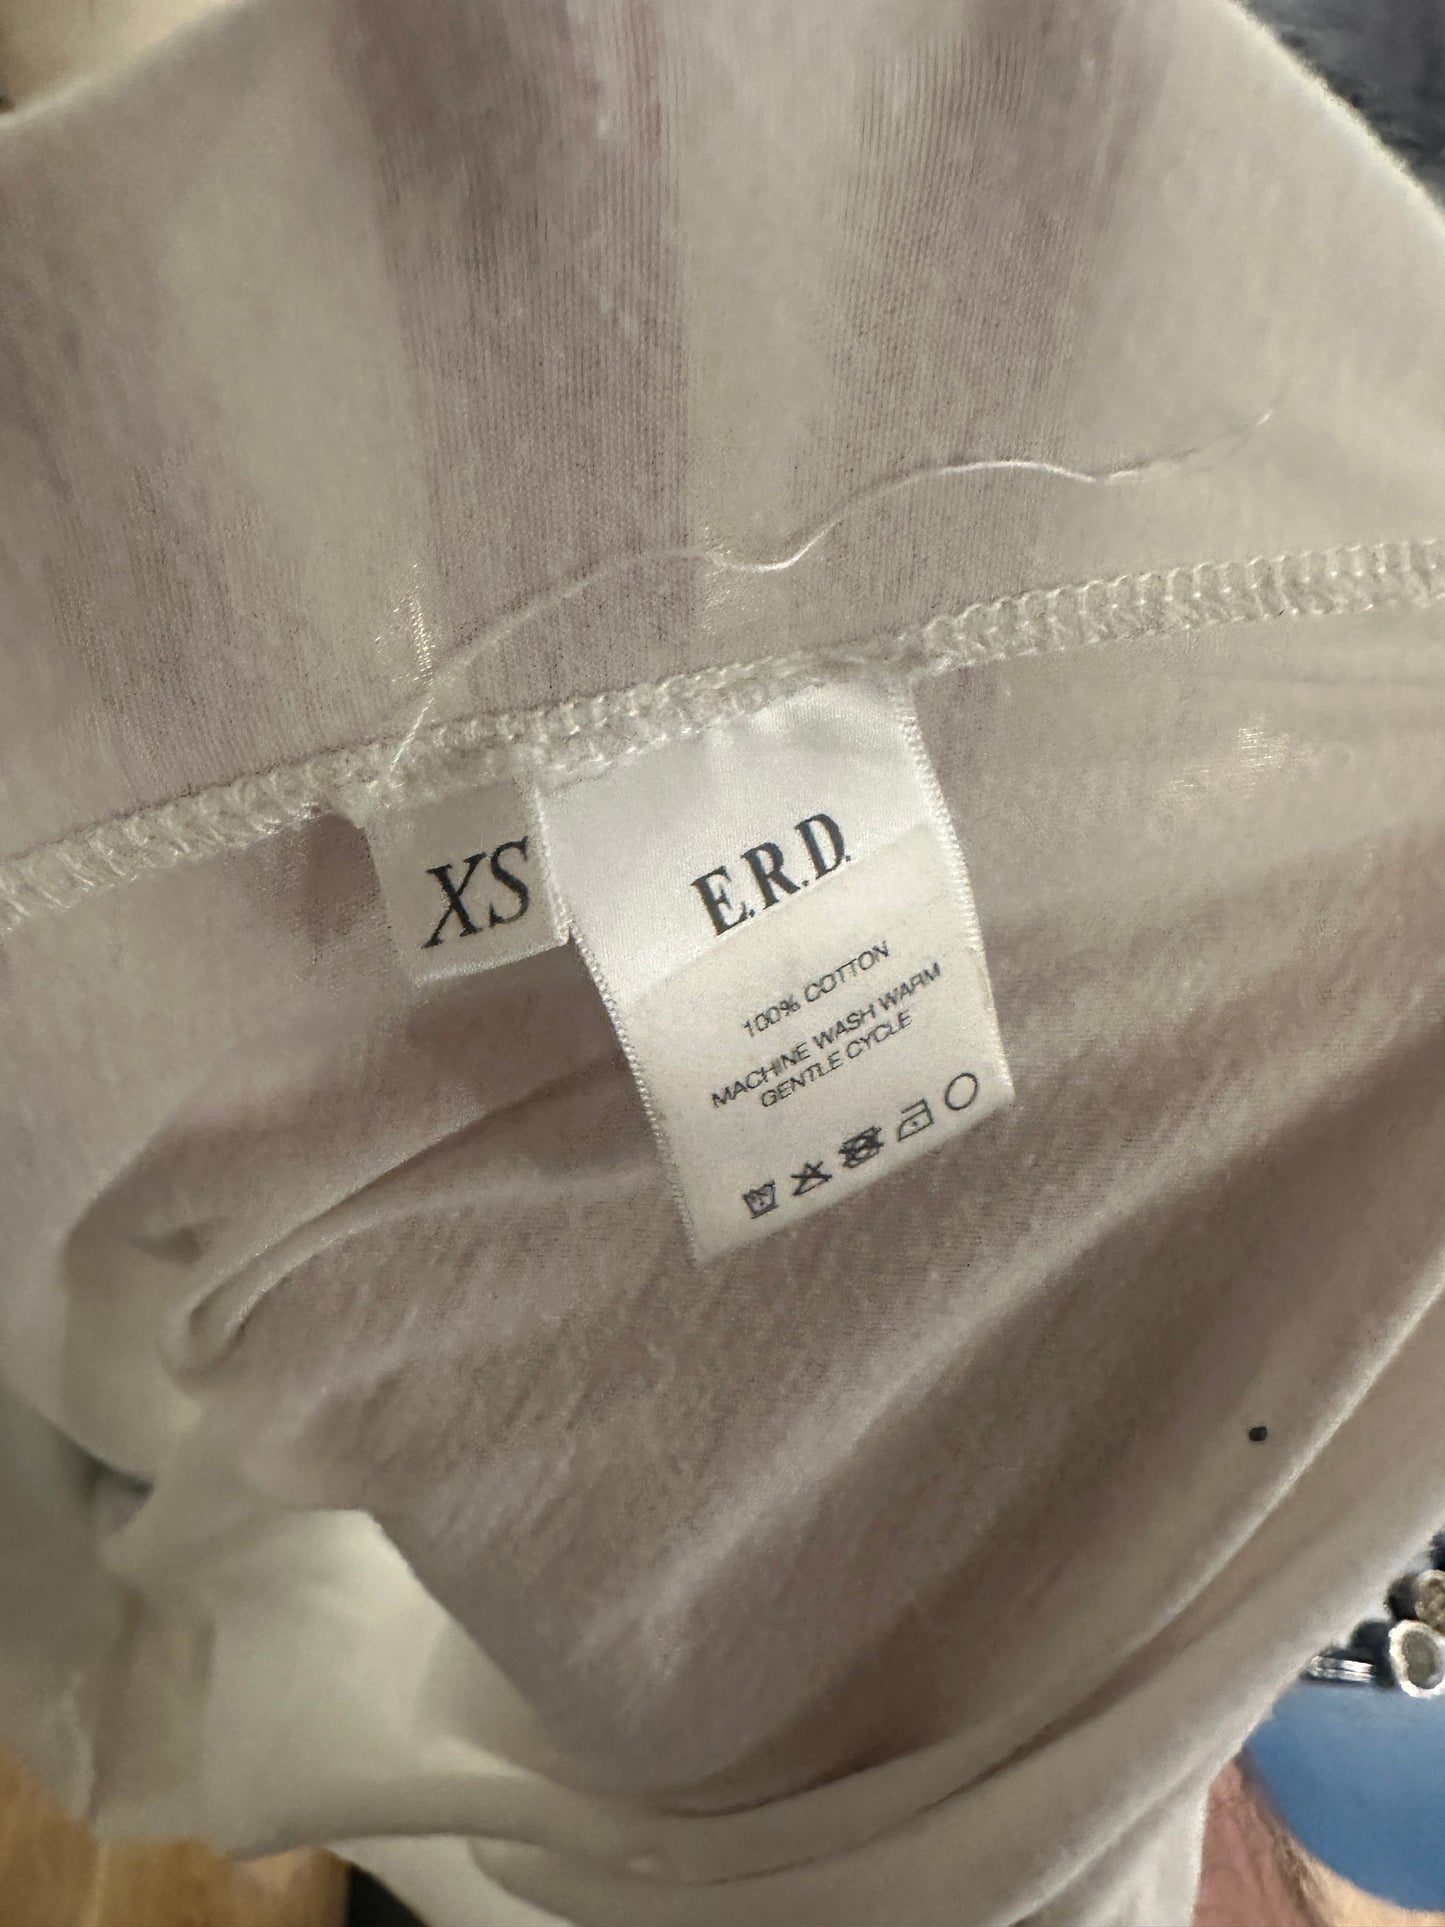 XS
E.R.D.
100% COTTON
MACHINE WASH WARM
GENTLE CYCLE